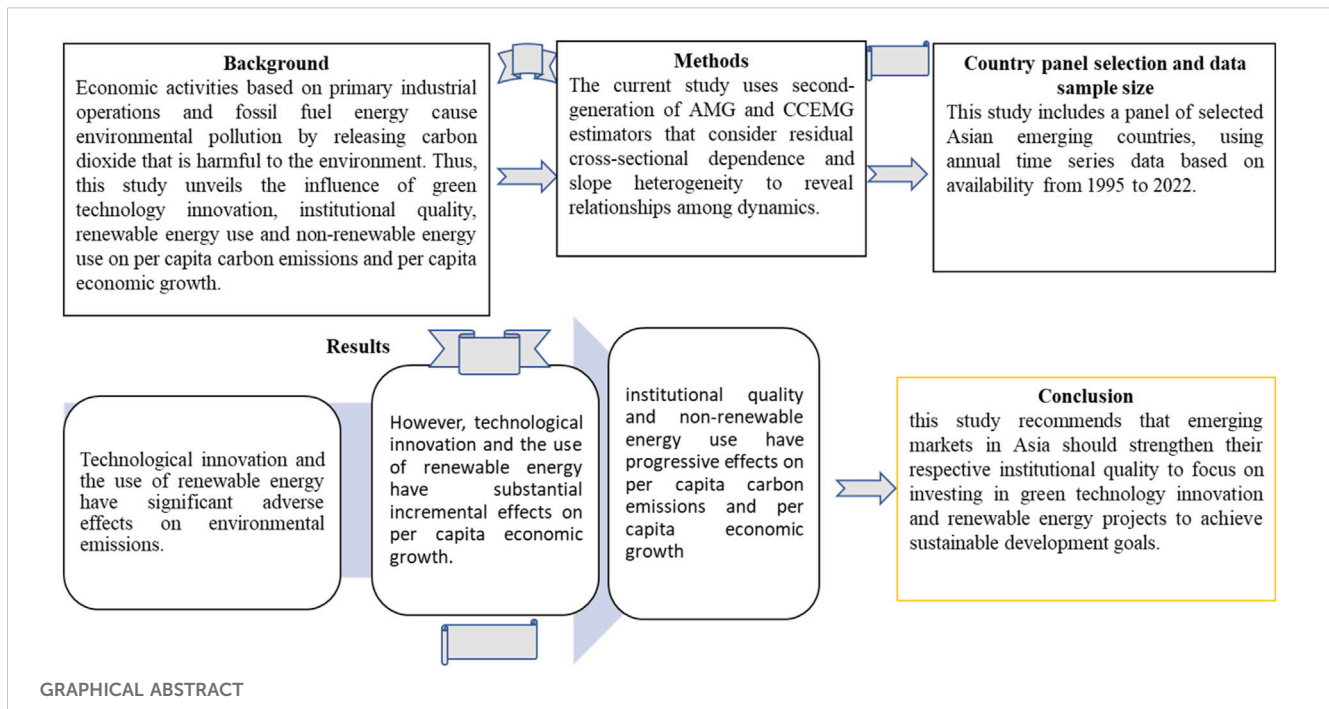 Background
Economic activities based on primary industrial
operations and fossil fuel energy cause
environmental pollution by releasing carbon
dioxide that is harmful to the environment. Thus,
this study unveils the influence of green
technology innovation, institutional quality,
renewable energy use and non-renewable energy
use on per capita carbon emissions and per capita
economic growth.
Methods
The current study uses second-
generation of AMG and CCEMG
estimators that consider residual
cross-sectional dependence and
slope heterogeneity to reveal
relationships among dynamics.
Country panel selection and data
sample size
This study includes a panel of selected
Asian emerging countries, using
annual time series data based on
availability from 1995 to 2022.
Results
Technological innovation and
the use of renewable energy
have significant adverse
effects on environmental
emissions.
However, technological
innovation and the use
of renewable energy
have substantial
incremental effects on
per capita economic
growth.
institutional quality
and non-renewable
energy use have
progressive effects on
per capita carbon
emissions and per
capita economic
growth
Conclusion
this study recommends that emerging
markets in Asia should strengthen their
respective institutional quality to focus on
investing in green technology innovation
and renewable energy projects to achieve
sustainable development goals.
GRAPHICAL ABSTRACT